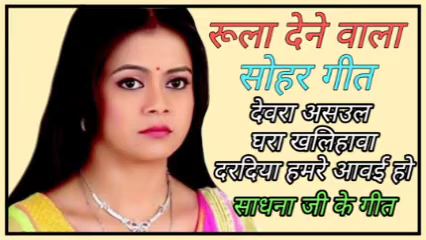 रूला देने वाला
सोहर गीत
देवरा असउल
घरा खलिहावा
दरदिया हमरे आवई हो
साधना जी के गीत